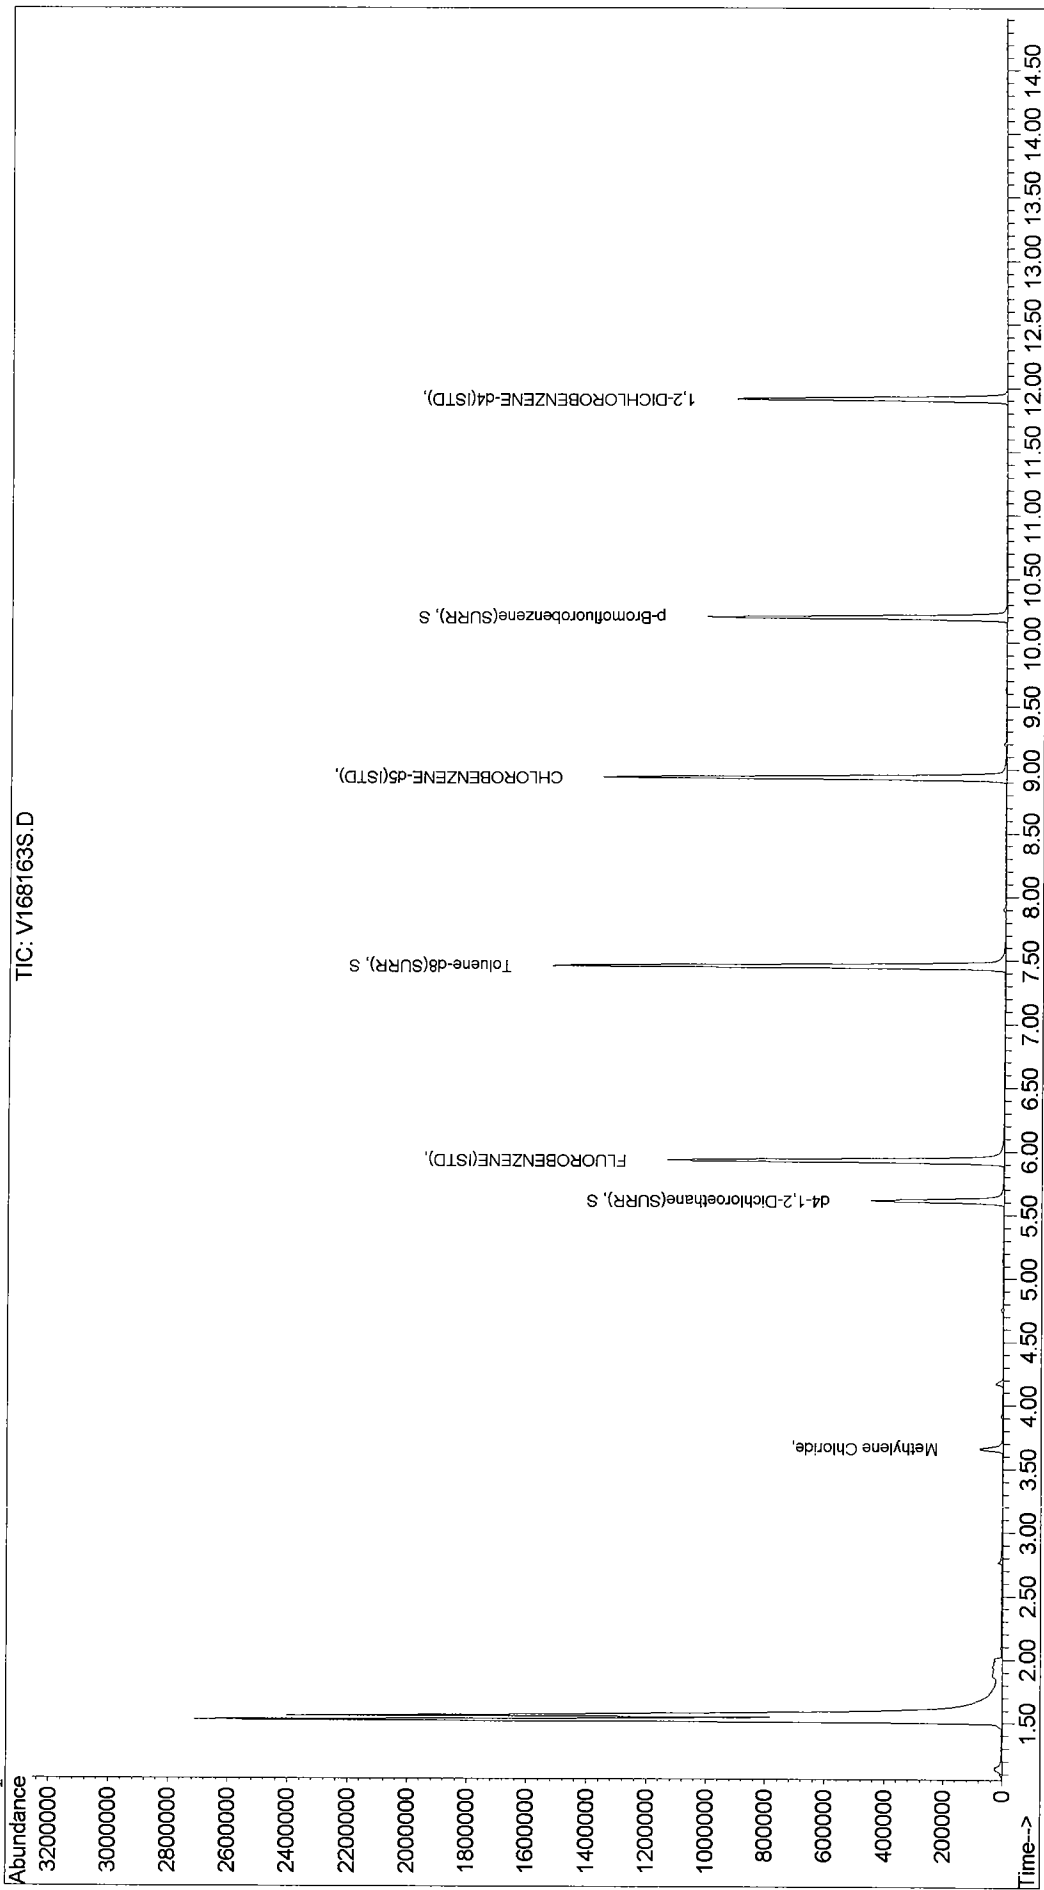 TIC: V168163S.D
Abundance
3200000
3000000
2800000
2600000
2400000
2200000
2000000
1800000
1600000
1400000
1200000
1000000
800000
600000
400000
200000
0
Methylene Chloride,
d4-1,2-Dichloroethane(SURR), S
FLUOROBENZENE(ISTD),
Toluene-d8(SURR), S
CHLOROBENZENE-d5(ISTD),
p-Bromofluorobenzene(SURR), S
1,2-DICHLOROBENZENE-d4(ISTD),
Time--> 1.50 2.00 2.50 3.00 3.50 4.00 4.50 5.00 5.50 6.00 6.50 7.00 7.50 8.00 8.50 9.00 9.50 10.00 10.50 11.00 11.50 12.00 12.50 13.00 13.50 14.00 14.50